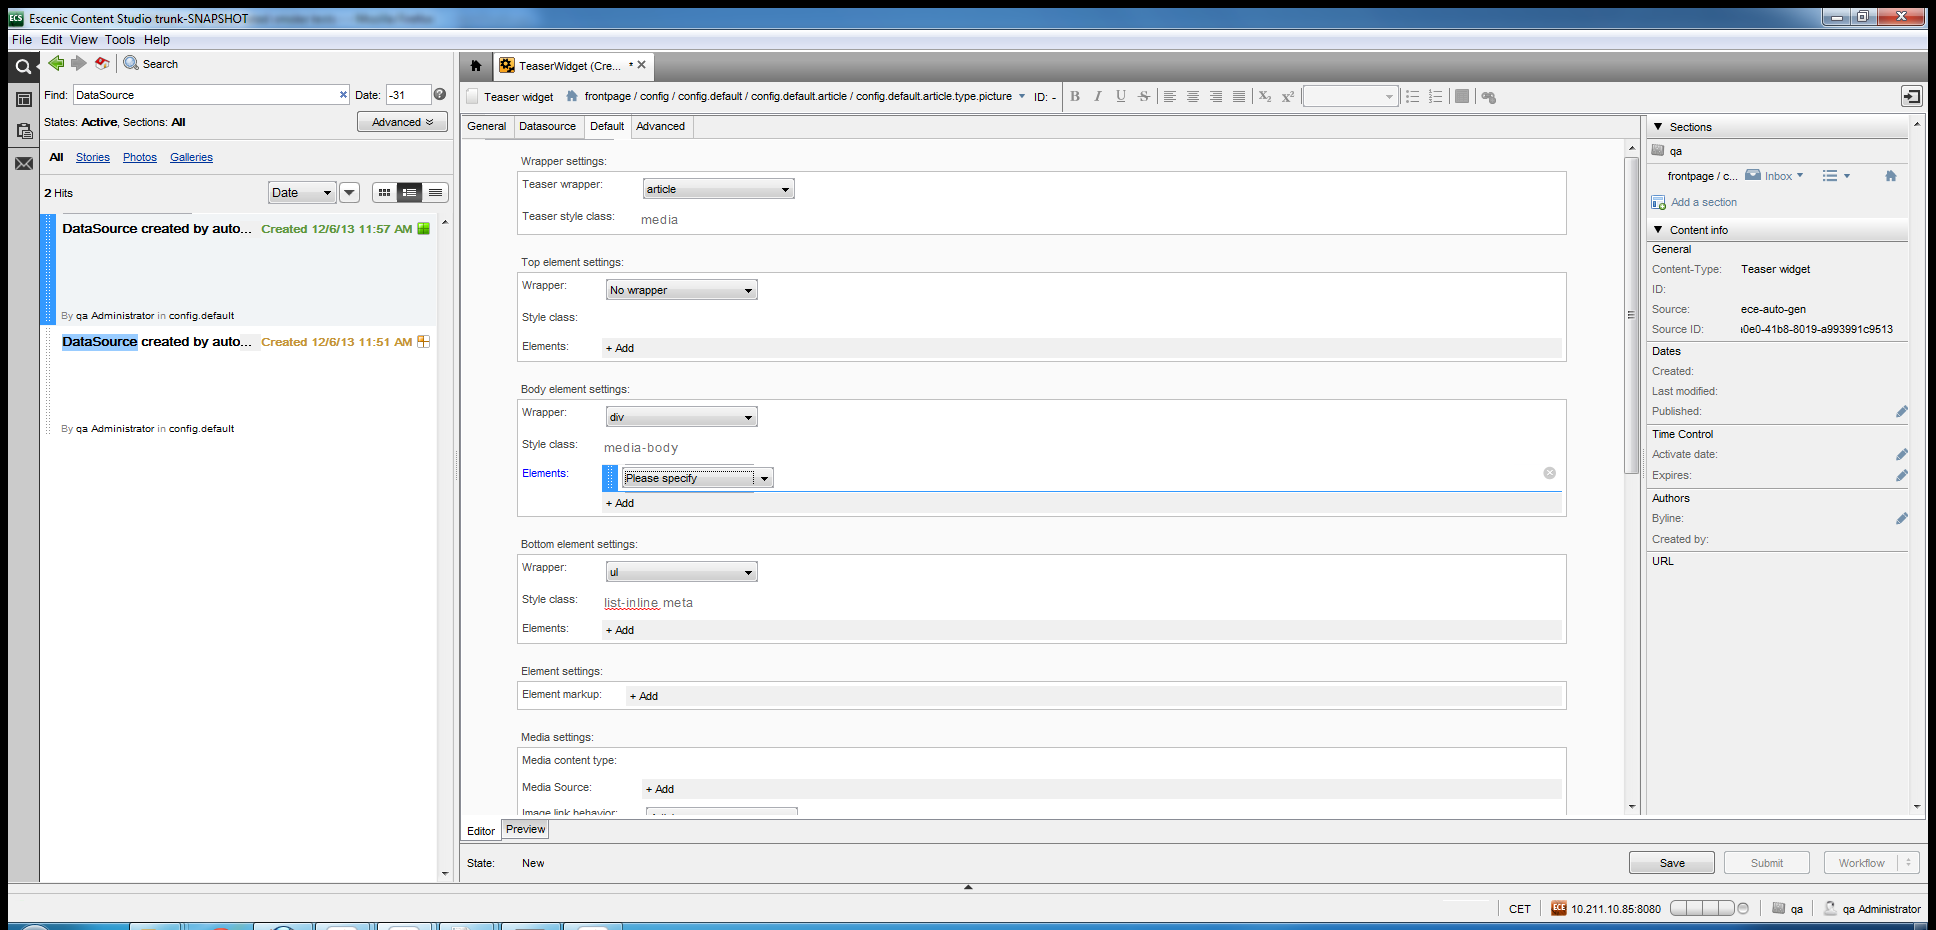 Escenic Content Studio trunk-SNAPSHOT
File Edit View Tools Help
Search
Find: DataSource Date: -31
States: Active, Sections: All
Advanced
All Stories Photos Galleries
2 Hits
Date
DataSource created by auto... Created 12/6/13 11:57 AM
By qa Administrator in config.default
DataSource created by auto... Created 12/6/13 11:51 AM
By qa Administrator in config.default
TeaserWidget (Cre... *
Teaser widget frontpage / config / config.default / config.default.article / config.default.article.type.picture ID: -
B I U S X2 X2
General Datasource Default Advanced
Wrapper settings:
Teaser wrapper: article
Teaser style class: media
Top element settings:
Wrapper: No wrapper
Style class:
Elements: + Add
Body element settings:
Wrapper: div
Style class: media-body
Elements: Please specify
+ Add
Bottom element settings:
Wrapper: ul
Style class: list-inline meta
Elements: + Add
Element settings:
Element markup: + Add
Media settings:
Media content type:
Media Source: + Add
Image link behavior:
Editor Preview
State: New
Save Submit Workflow
Sections
qa
frontpage / c... Inbox
Add a section
Content info
General
Content-Type: Teaser widget
ID:
Source: ece-auto-gen
Source ID: 0e0-41b8-8019-a993991c9513
Dates
Created:
Last modified:
Published:
Time Control
Activate date:
Expires:
Authors
Byline:
Created by:
URL
CET ECE 10.211.10.85:8080 qa qa Administrator